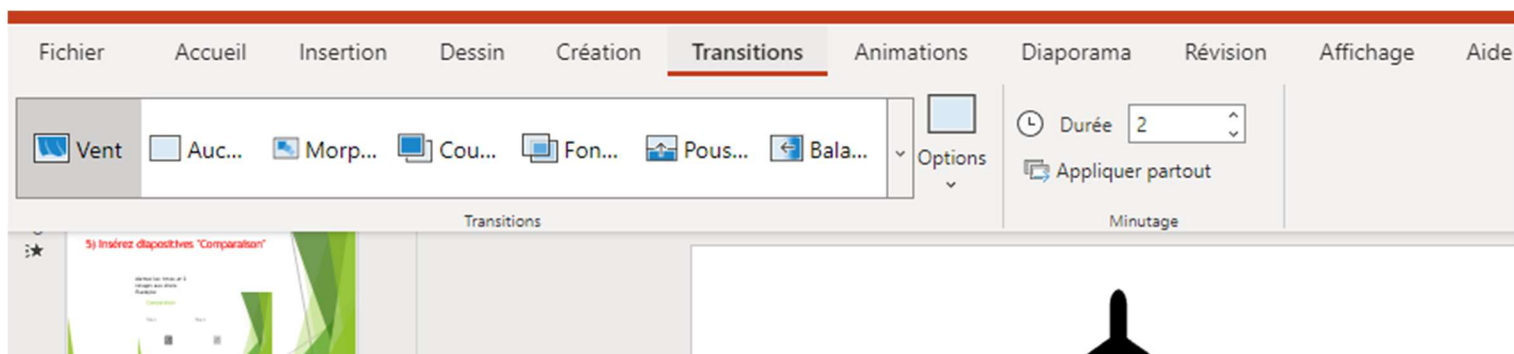 Fichier Accueil Insertion Dessin Création Transitions Animations Diaporama Révision Affichage Aide
Vent Auc... Morp... Cou... Fon... Pous... Bala... Options
Durée 2
Appliquer partout
Transitions Minutage
5) Insérez diapositives "Comparaison"
Comparaison